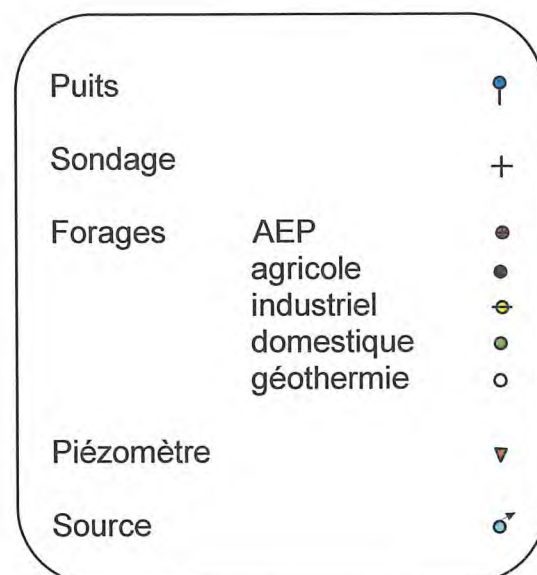 Puits
Sondage
Forages AEP
agricole
industriel
domestique
géothermie
Piézomètre
Source